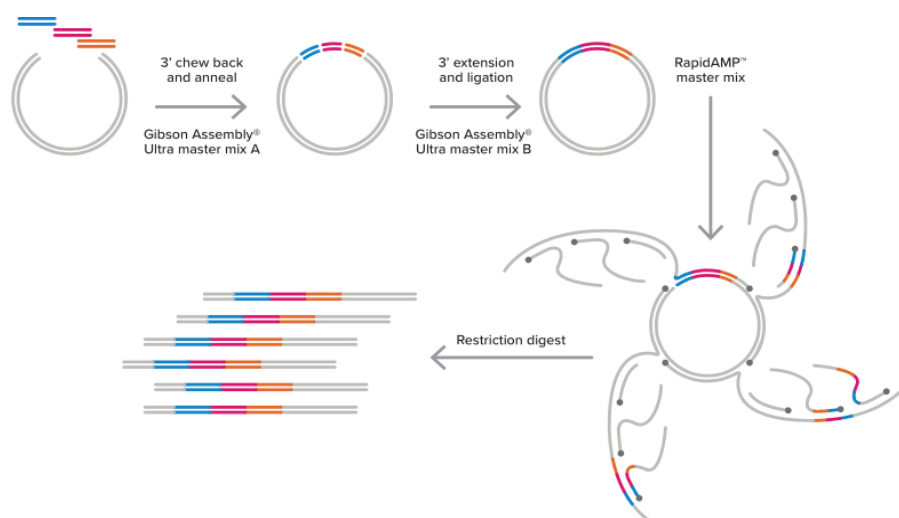 3’ chew back
and anneal
Gibson Assembly®
Ultra master mix A
3’ extension
and ligation
Gibson Assembly®
Ultra master mix B
RapidAMP™
master mix
Restriction digest